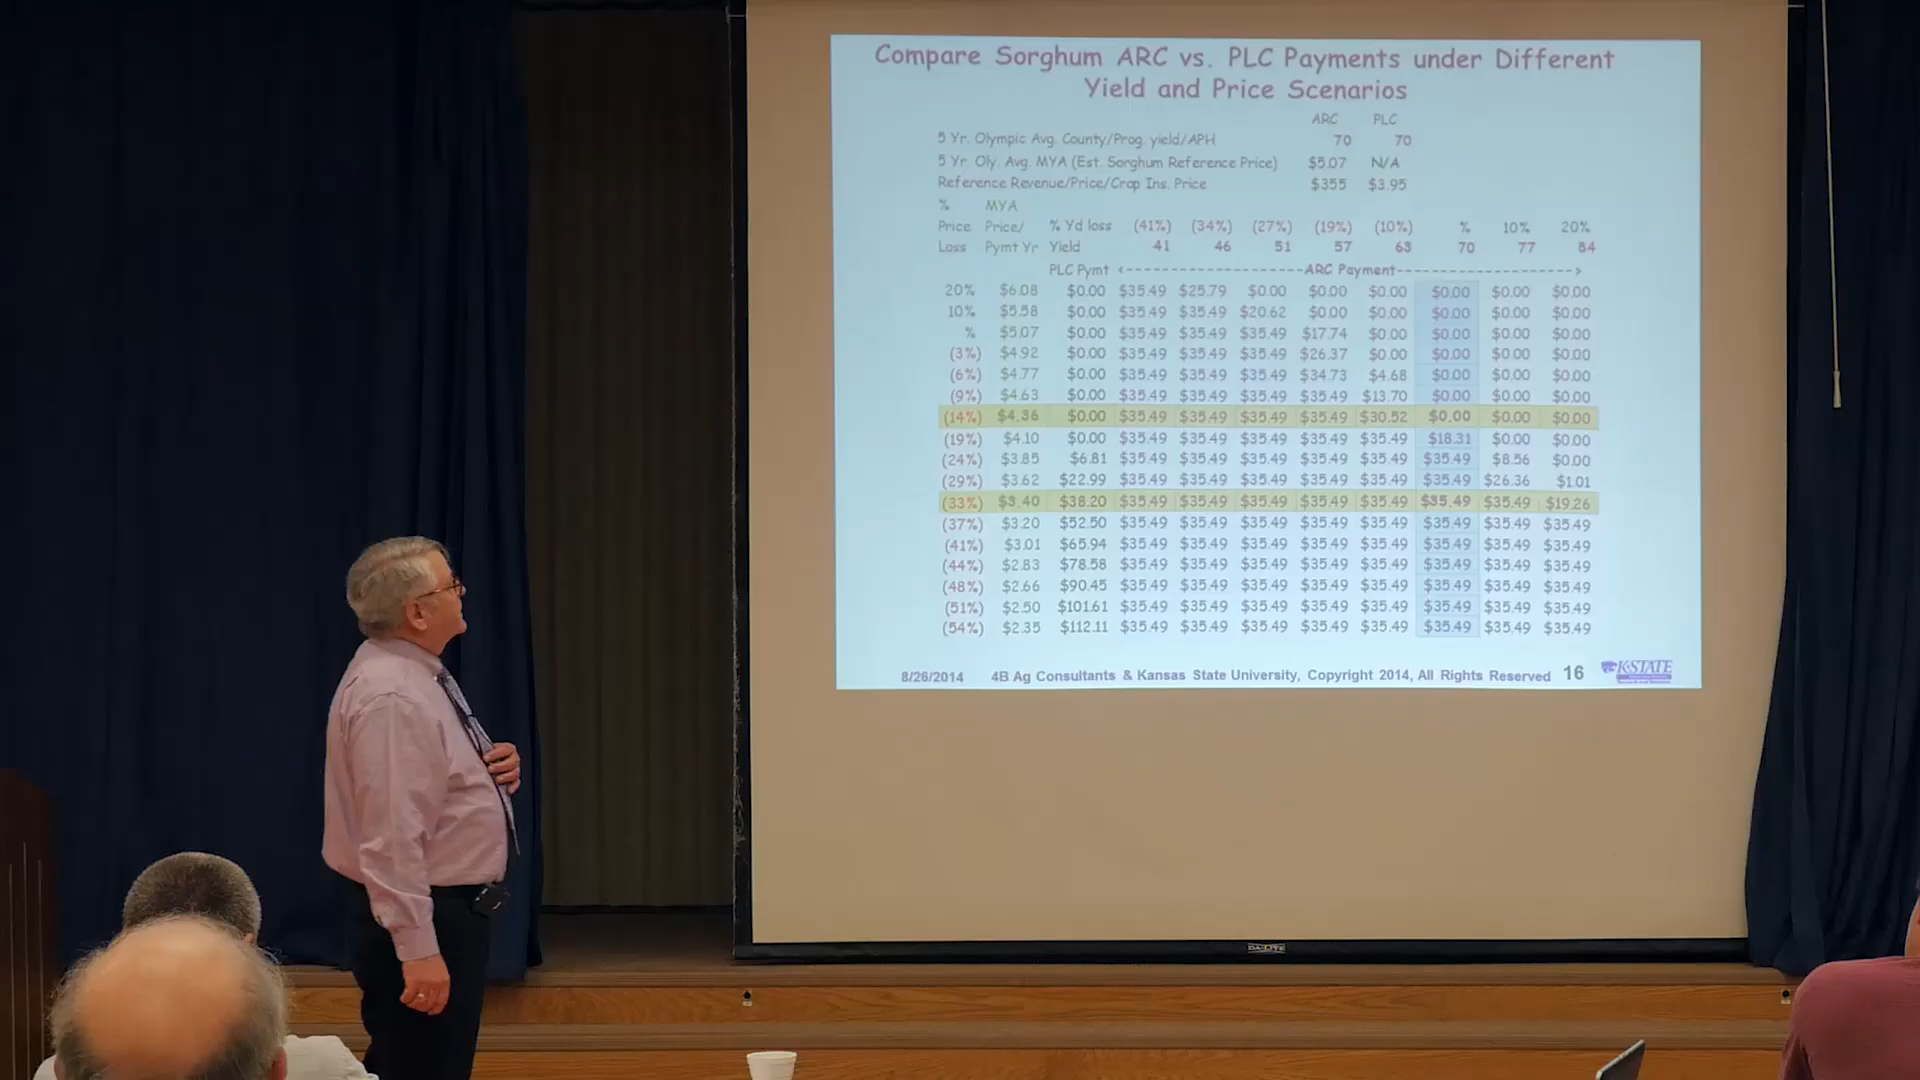 Compare Sorghum ARC vs. PLC Payments under Different
Yield and Price Scenarios
ARC PLC
5 Yr. Olympic Avg. County/Prog. yield/APH 70 70
5 Yr. Oly. Avg. MYA (Est. Sorghum Reference Price) $5.07 N/A
Reference Revenue/Price/Crop Ins. Price $355 $3.95
% MYA
Price Price/ % Yd loss (41%) (34%) (27%) (19%) (10%) % 10% 20%
Loss Pymt Yr Yield 41 46 51 57 63 70 77 84
PLC Pymt <----------------------ARC Payment---------------------->
20% $6.08 $0.00 $35.49 $25.79 $0.00 $0.00 $0.00 $0.00 $0.00 $0.00
10% $5.58 $0.00 $35.49 $35.49 $20.62 $0.00 $0.00 $0.00 $0.00 $0.00
% $5.07 $0.00 $35.49 $35.49 $35.49 $17.74 $0.00 $0.00 $0.00 $0.00
(3%) $4.92 $0.00 $35.49 $35.49 $35.49 $26.37 $0.00 $0.00 $0.00 $0.00
(6%) $4.77 $0.00 $35.49 $35.49 $35.49 $34.73 $4.68 $0.00 $0.00 $0.00
(9%) $4.63 $0.00 $35.49 $35.49 $35.49 $35.49 $13.70 $0.00 $0.00 $0.00
(14%) $4.36 $0.00 $35.49 $35.49 $35.49 $35.49 $30.52 $0.00 $0.00 $0.00
(19%) $4.10 $0.00 $35.49 $35.49 $35.49 $35.49 $35.49 $18.31 $0.00 $0.00
(24%) $3.85 $6.81 $35.49 $35.49 $35.49 $35.49 $35.49 $35.49 $8.56 $0.00
(29%) $3.62 $22.99 $35.49 $35.49 $35.49 $35.49 $35.49 $35.49 $26.36 $1.01
(33%) $3.40 $38.20 $35.49 $35.49 $35.49 $35.49 $35.49 $35.49 $35.49 $19.26
(37%) $3.20 $52.50 $35.49 $35.49 $35.49 $35.49 $35.49 $35.49 $35.49 $35.49
(41%) $3.01 $65.94 $35.49 $35.49 $35.49 $35.49 $35.49 $35.49 $35.49 $35.49
(44%) $2.83 $78.58 $35.49 $35.49 $35.49 $35.49 $35.49 $35.49 $35.49 $35.49
(48%) $2.66 $90.45 $35.49 $35.49 $35.49 $35.49 $35.49 $35.49 $35.49 $35.49
(51%) $2.50 $101.61 $35.49 $35.49 $35.49 $35.49 $35.49 $35.49 $35.49 $35.49
(54%) $2.35 $112.11 $35.49 $35.49 $35.49 $35.49 $35.49 $35.49 $35.49 $35.49
8/26/2014 4B Ag Consultants & Kansas State University, Copyright 2014, All Rights Reserved 16 K-STATE
DA-LITE